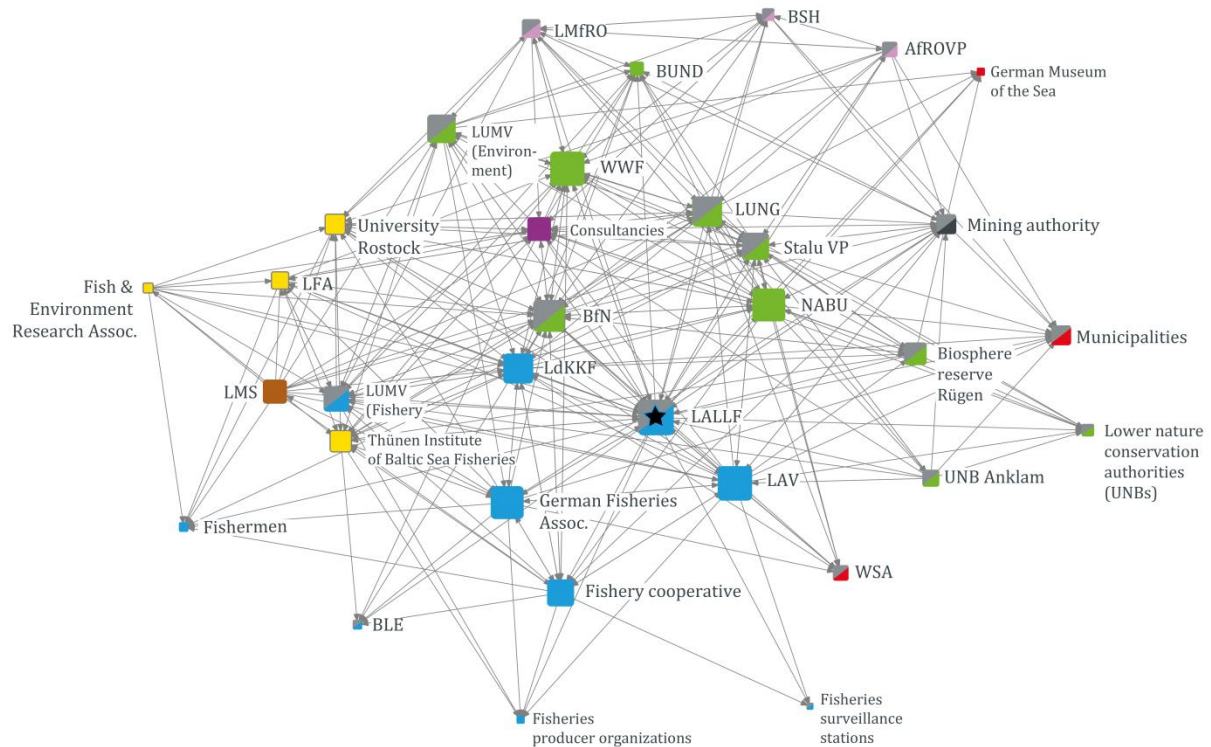 BSH
LMfRO
AfROVP
BUND
German Museum
of the Sea
LUMV
(Environ-
ment)
WWF
LUNG
University
Rostock
Consultancies
Mining authority
Stalu VP
Fish &
Environment
Research Assoc.
LFA
NABU
BfN
Municipalities
Biosphere
reserve
Rügen
LdKKF
LMS
LUMV
(Fishery
LALLF
Thünen Institute
of Baltic Sea Fisheries
Lower nature
conservation
authorities
(UNBs)
UNB Anklam
LAV
German Fisheries
Assoc.
Fishermen
WSA
Fishery cooperative
BLE
Fisheries
producer organizations
Fisheries
surveillance
stations